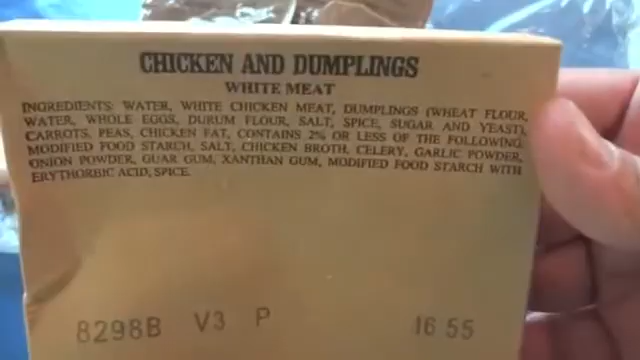 CHICKEN AND DUMPLINGS
WHITE MEAT
INGREDIENTS: WATER, WHITE CHICKEN MEAT, DUMPLINGS (WHEAT FLOUR,
WATER, WHOLE EGGS, DURUM FLOUR, SALT, SPICE, SUGAR AND YEAST),
CARROTS, PEAS, CHICKEN FAT, CONTAINS 2% OR LESS OF THE FOLLOWING:
MODIFIED FOOD STARCH, SALT, CHICKEN BROTH, CELERY, GARLIC POWDER,
ONION POWDER, GUAR GUM, XANTHAN GUM, MODIFIED FOOD STARCH WITH
ERYTHORBIC ACID, SPICE.
8298B V3 P 16 55